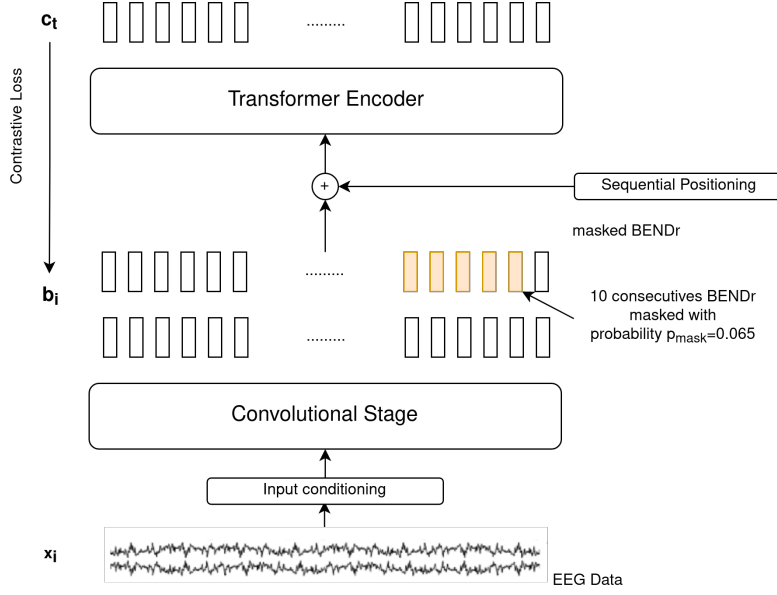 c_t
.........
Contrastive Loss
Transformer Encoder
+
Sequential Positioning
masked BENDr
.........
b_i
10 consecutives BENDr
masked with
probability p_mask=0.065
.........
Convolutional Stage
Input conditioning
x_i
EEG Data